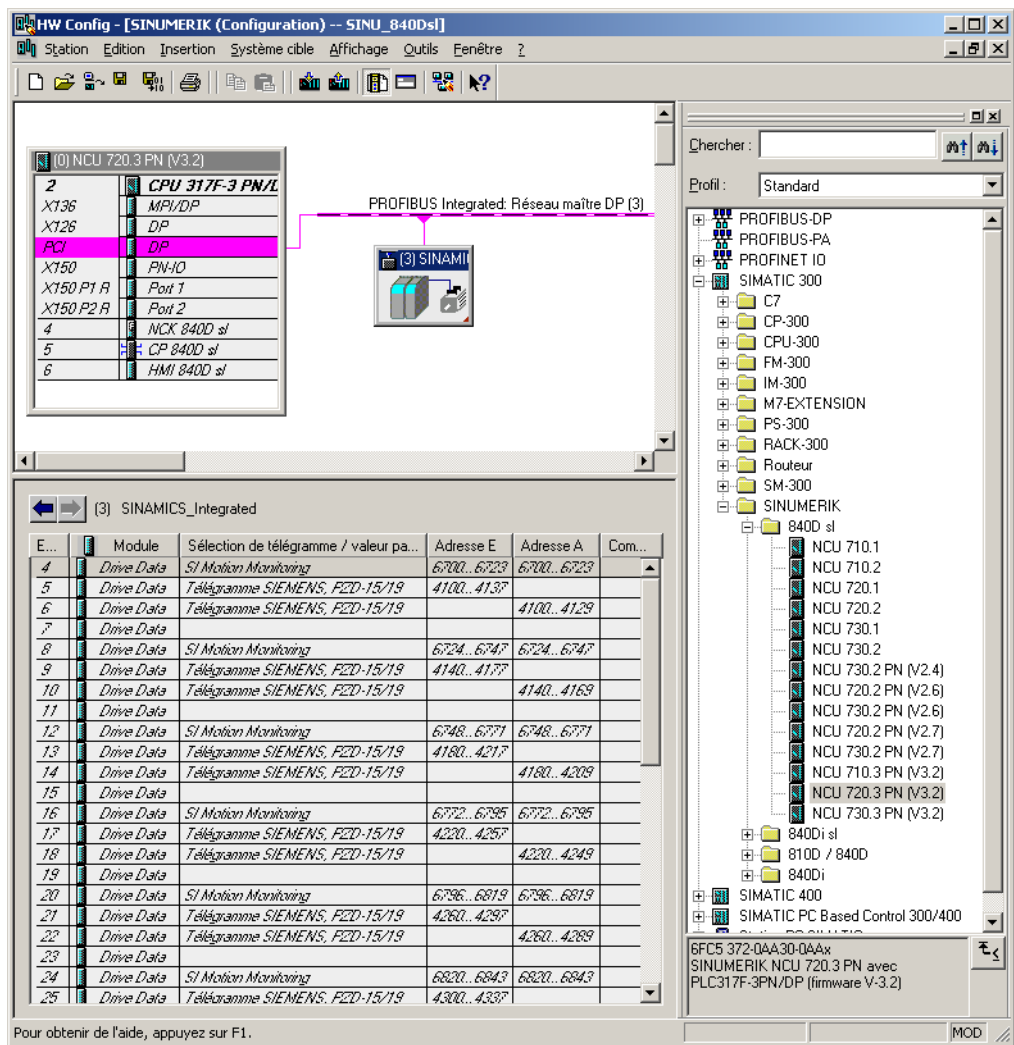 HW Config - [SINUMERIK (Configuration) -- SINU_840Dsl]
Station Edition Insertion Système cible Affichage Outils Fenêtre ?
(0) NCU 720.3 PN (V3.2)
2 CPU 317F-3 PN/D
X136 MPI/DP
X126 DP
PCI DP
X150 PN-IO
X150 P1 R Port 1
X150 P2 R Port 2
4 NCK 840D sl
5 CP 840D sl
6 HMI 840D sl
PROFIBUS Integrated: Réseau maître DP (3)
(3) SINAMI
(3) SINAMICS_Integrated
E... Module Sélection de télégramme / valeur pa... Adresse E Adresse A Com...
4 Drive Data SI Motion Monitoring 6700...6723 6700...6723
5 Drive Data Télégramme SIEMENS, PZD-15/19 4100...4137
6 Drive Data Télégramme SIEMENS, PZD-15/19 4100...4129
7 Drive Data
8 Drive Data SI Motion Monitoring 6724...6747 6724...6747
9 Drive Data Télégramme SIEMENS, PZD-15/19 4140...4177
10 Drive Data Télégramme SIEMENS, PZD-15/19 4140...4169
11 Drive Data
12 Drive Data SI Motion Monitoring 6748...6771 6748...6771
13 Drive Data Télégramme SIEMENS, PZD-15/19 4180...4217
14 Drive Data Télégramme SIEMENS, PZD-15/19 4180...4209
15 Drive Data
16 Drive Data SI Motion Monitoring 6772...6795 6772...6795
17 Drive Data Télégramme SIEMENS, PZD-15/19 4220...4257
18 Drive Data Télégramme SIEMENS, PZD-15/19 4220...4249
19 Drive Data
20 Drive Data SI Motion Monitoring 6796...6819 6796...6819
21 Drive Data Télégramme SIEMENS, PZD-15/19 4260...4297
22 Drive Data Télégramme SIEMENS, PZD-15/19 4260...4289
23 Drive Data
24 Drive Data SI Motion Monitoring 6820...6843 6820...6843
25 Drive Data Télégramme SIEMENS, PZD-15/19 4300...4337
Chercher :
Profil : Standard
PROFIBUS-DP
PROFIBUS-PA
PROFINET IO
SIMATIC 300
C7
CP-300
CPU-300
FM-300
IM-300
M7-EXTENSION
PS-300
RACK-300
Routeur
SM-300
SINUMERIK
840D sl
NCU 710.1
NCU 710.2
NCU 720.1
NCU 720.2
NCU 730.1
NCU 730.2
NCU 730.2 PN (V2.4)
NCU 720.2 PN (V2.6)
NCU 730.2 PN (V2.6)
NCU 720.2 PN (V2.7)
NCU 730.2 PN (V2.7)
NCU 710.3 PN (V3.2)
NCU 720.3 PN (V3.2)
NCU 730.3 PN (V3.2)
840Di sl
810D / 840D
840Di
SIMATIC 400
SIMATIC PC Based Control 300/400
6FC5 372-0AA30-0AAx
SINUMERIK NCU 720.3 PN avec
PLC317F-3PN/DP (firmware V-3.2)
Pour obtenir de l'aide, appuyez sur F1.
MOD